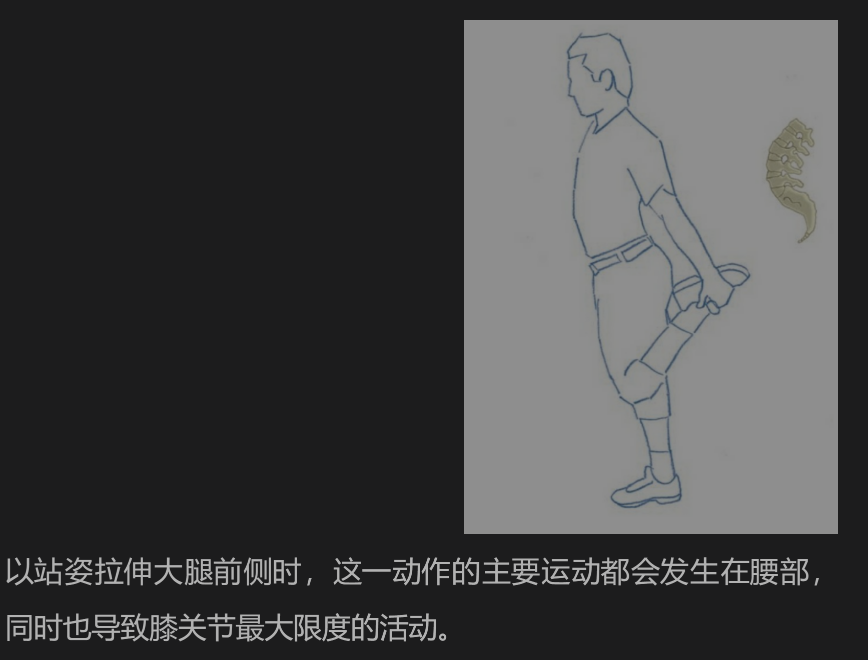 以站姿拉伸大腿前侧时，这一动作的主要运动都会发生在腰部，
同时也导致膝关节最大限度的活动。